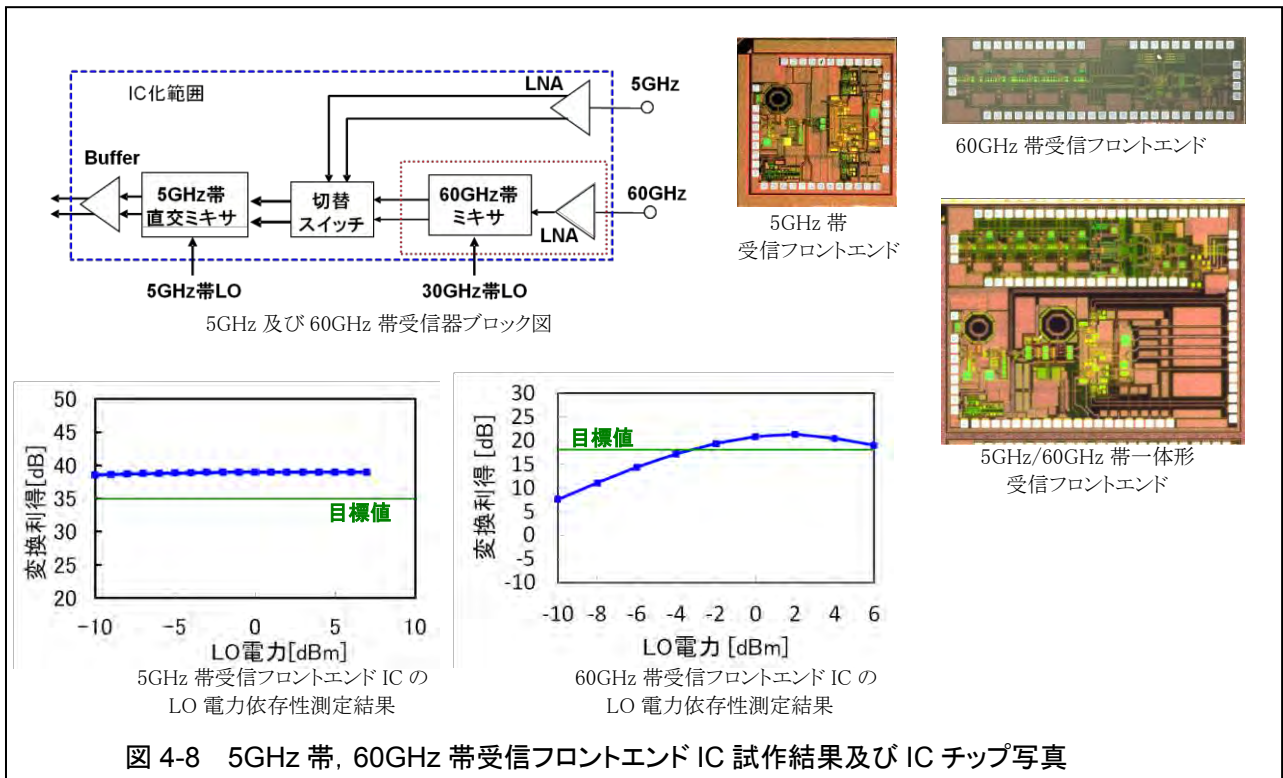 IC化範囲
LNA
5GHz
Buffer
5GHz帯
直交ミキサ
切替
スイッチ
60GHz帯
ミキサ
60GHz
LNA
5GHz帯LO
30GHz帯LO
5GHz 及び 60GHz 帯受信器ブロック図
5GHz 帯
受信フロントエンド
60GHz 帯受信フロントエンド
5GHz/60GHz 帯一体形
受信フロントエンド
変換利得[dB]
50
45
40
35
30
25
20
目標値
-10
-5
0
5
10
LO電力[dBm]
5GHz 帯受信フロントエンド IC の
LO 電力依存性測定結果
変換利得 [dB]
30
25
20
15
10
5
0
-5
-10
目標値
-10
-8
-6
-4
-2
0
2
4
6
LO電力 [dBm]
60GHz 帯受信フロントエンド IC の
LO 電力依存性測定結果
図 4-8 5GHz 帯，60GHz 帯受信フロントエンド IC 試作結果及び IC チップ写真